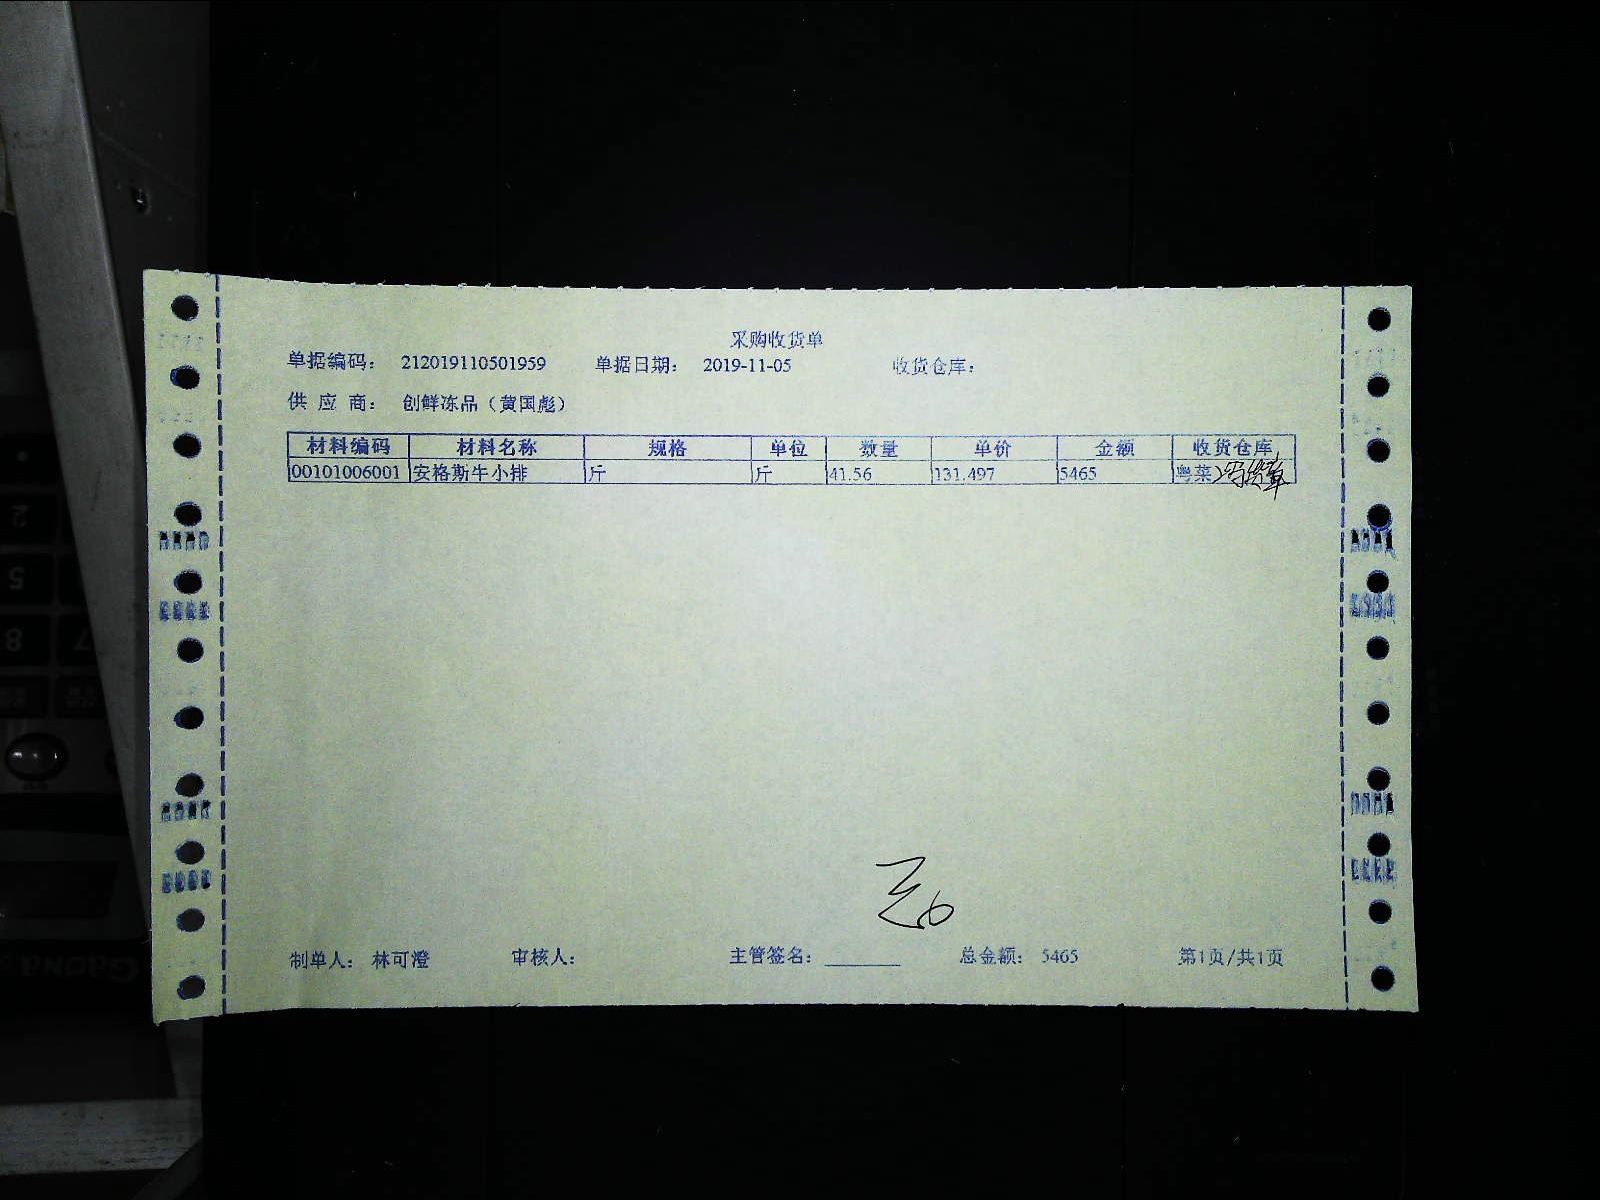 采购收货单
单据编码： 212019110501959 单据日期： 2019-11-05 收货仓库：
供 应 商： 创鲜冻品（黄国彪）
材料编码 材料名称 规格 单位 数量 单价 金额 收货仓库
00101006001 安格斯牛小排 斤 斤 41.56 131.497 5465 粤菜
制单人： 林可澄 审核人： 主管签名：________ 总金额： 5465 第1页/共1页